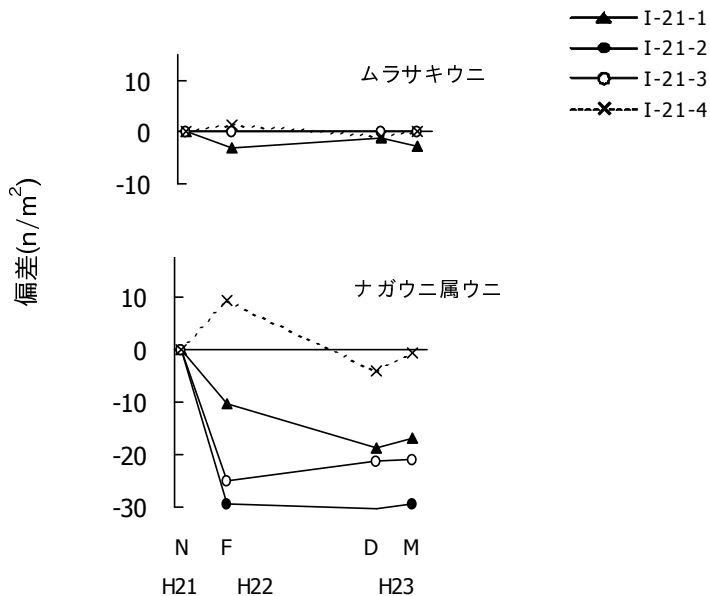 I-21-1
I-21-2
I-21-3
I-21-4
ムラサキウニ
10
0
-10
偏差(n/m²)
ナガウニ属ウニ
10
0
-10
-20
-30
N F D M
H21 H22 H23